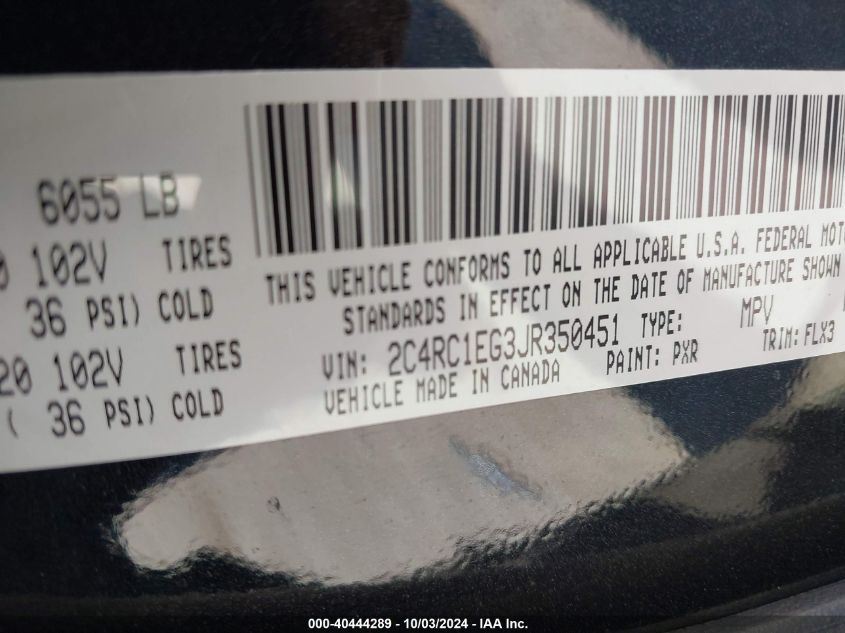 6055 LB
102V TIRES
36 PSI) COLD
20 102V TIRES
( 36 PSI) COLD
THIS VEHICLE CONFORMS TO ALL APPLICABLE U.S.A. FEDERAL MOTO
STANDARDS IN EFFECT ON THE DATE OF MANUFACTURE SHOWN
VIN: 2C4RC1EG3JR350451 TYPE: MPV
VEHICLE MADE IN CANADA PAINT: PXR TRIM: FLX3
000-40444289 - 10/03/2024 - IAA Inc.